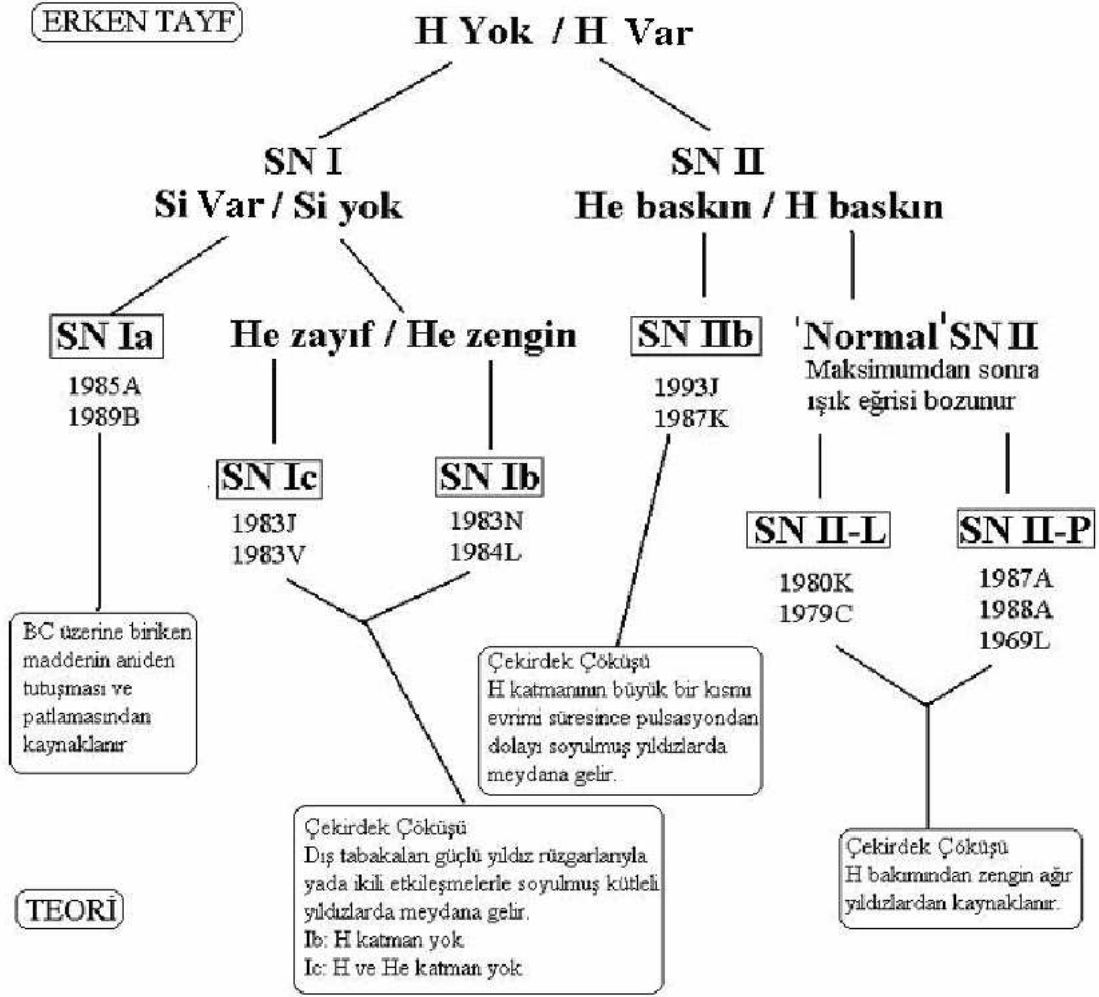 ERKEN TAYF
H Yok / H Var
SN I
SN II
Si Var / Si yok
He baskın / H baskın
SN Ia
1985A
1989B
He zayıf / He zengin
SN IIb
1993J
1987K
'Normal' SN II
Maksimumdan sonra
ışık eğrisi bozunur
SN Ic
1983J
1983V
SN Ib
1983N
1984L
SN II-L
1980K
1979C
SN II-P
1987A
1988A
1969L
BC üzerine biriken
maddenin aniden
tutuşması ve
patlamasından
kaynaklanır
Çekirdek Çöküşü
H katmanının büyük bir kısmı
evrimi süresince pulsasyondan
dolayı soyulmuş yıldızlarda
meydana gelir.
Çekirdek Çöküşü
Dış tabakaları güçlü yıldız rüzgarlarıyla
yada ikili etkileşmelerle soyulmuş kütleli
yıldızlarda meydana gelir.
Ib: H katman yok
Ic: H ve He katman yok
Çekirdek Çöküşü
H bakımından zengin ağır
yıldızlardan kaynaklanır.
TEORİ